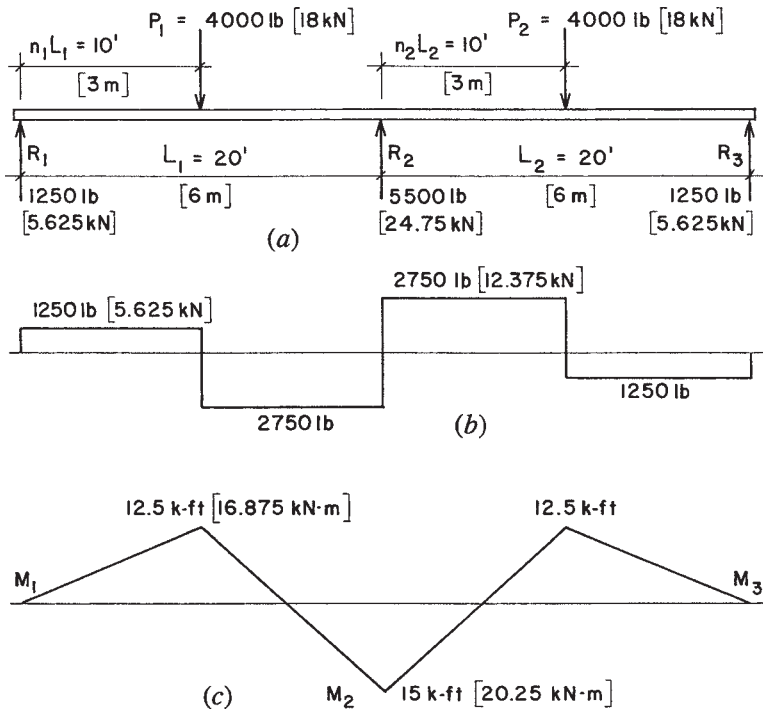 P₁ = 4000 lb [18 kN]
P₂ = 4000 lb [18 kN]
n₁L₁ = 10'
[3 m]
n₂L₂ = 10'
[3 m]
R₁
L₁ = 20'
R₂
L₂ = 20'
R₃
1250 lb
[5.625 kN]
[6 m]
5500 lb
[24.75 kN]
[6 m]
1250 lb
[5.625 kN]
(a)
1250 lb [5.625 kN]
2750 lb [12.375 kN]
2750 lb
1250 lb
(b)
12.5 k-ft [16.875 kN·m]
12.5 k-ft
M₁
M₃
M₂
15 k-ft [20.25 kN-m]
(c)